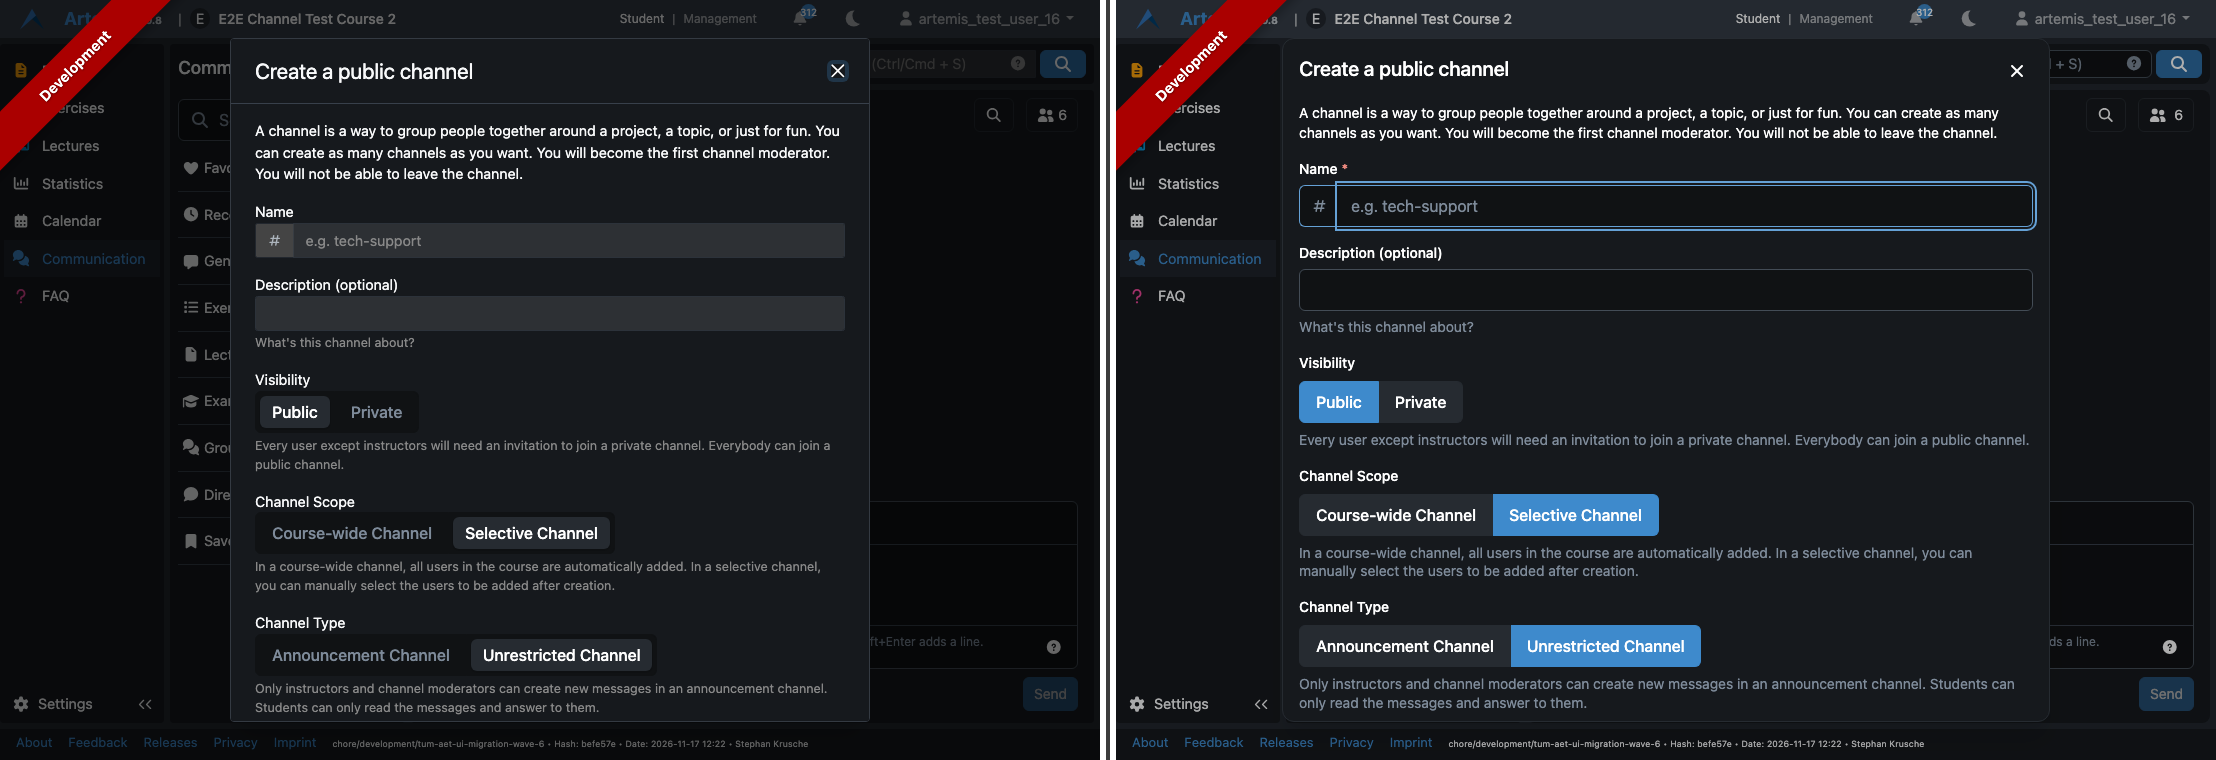 Development
.8
E
E2E Channel Test Course 2
Student
Management
312
artemis_test_user_16
Lectures
Statistics
Calendar
Communication
FAQ
Settings
(Ctrl/Cmd + S)
6
Create a public channel
A channel is a way to group people together around a project, a topic, or just for fun. You
can create as many channels as you want. You will become the first channel moderator.
You will not be able to leave the channel.
Name
#
e.g. tech-support
Description (optional)
What's this channel about?
Visibility
Public
Private
Every user except instructors will need an invitation to join a private channel. Everybody can join a
public channel.
Channel Scope
Course-wide Channel
Selective Channel
In a course-wide channel, all users in the course are automatically added. In a selective channel,
you can manually select the users to be added after creation.
Channel Type
Announcement Channel
Unrestricted Channel
Only instructors and channel moderators can create new messages in an announcement channel.
Students can only read the messages and answer to them.
ft+Enter adds a line.
Send
About
Feedback
Releases
Privacy
Imprint
chore/development/tum-aet-ui-migration-wave-6 • Hash: befe57e • Date: 2026-11-17 12:22 • Stephan Krusche
Development
.8
E
E2E Channel Test Course 2
Student
Management
312
artemis_test_user_16
Lectures
Statistics
Calendar
Communication
FAQ
Settings
+ S)
6
Create a public channel
A channel is a way to group people together around a project, a topic, or just for fun. You can create as many
channels as you want. You will become the first channel moderator. You will not be able to leave the channel.
Name *
#
e.g. tech-support
Description (optional)
What's this channel about?
Visibility
Public
Private
Every user except instructors will need an invitation to join a private channel. Everybody can join a public channel.
Channel Scope
Course-wide Channel
Selective Channel
In a course-wide channel, all users in the course are automatically added. In a selective channel, you can
manually select the users to be added after creation.
Channel Type
Announcement Channel
Unrestricted Channel
Only instructors and channel moderators can create new messages in an announcement channel. Students can
only read the messages and answer to them.
ds a line.
Send
About
Feedback
Releases
Privacy
Imprint
chore/development/tum-aet-ui-migration-wave-6 • Hash: befe57e • Date: 2026-11-17 12:22 • Stephan Krusche